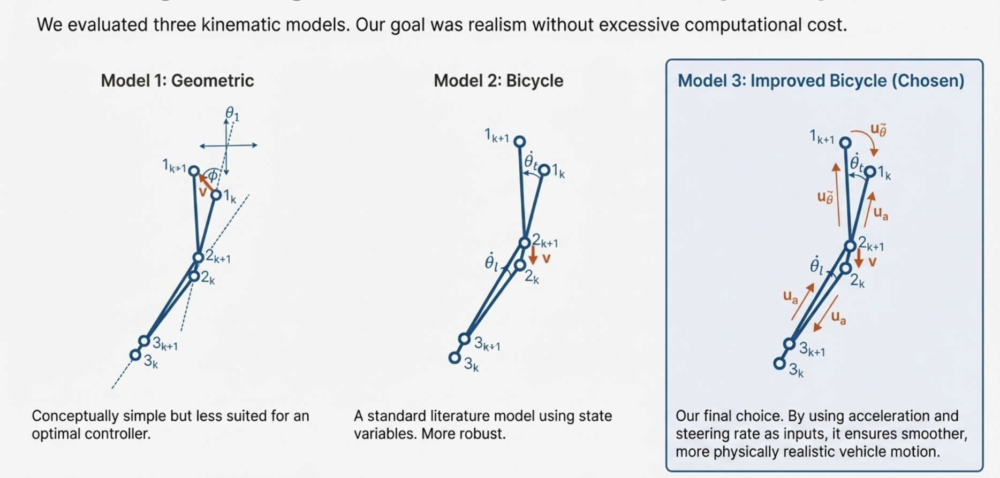 We evaluated three kinematic models. Our goal was realism without excessive computational cost.
Model 1: Geometric
θ₁
1ₖ₊₁
ϕ
v
1ₖ
2ₖ₊₁
2ₖ
3ₖ₊₁
3ₖ
Conceptually simple but less suited for an
optimal controller.
Model 2: Bicycle
1ₖ₊₁
θ̇ₜ
1ₖ
2ₖ₊₁
θ̇ₗ
v
2ₖ
3ₖ₊₁
3ₖ
A standard literature model using state
variables. More robust.
Model 3: Improved Bicycle (Chosen)
1ₖ₊₁
u_θ̃
θ̇ₜ
1ₖ
u_θ̃
uₐ
2ₖ₊₁
θ̇ₗ
v
2ₖ
uₐ
uₐ
3ₖ₊₁
3ₖ
Our final choice. By using acceleration and
steering rate as inputs, it ensures smoother,
more physically realistic vehicle motion.